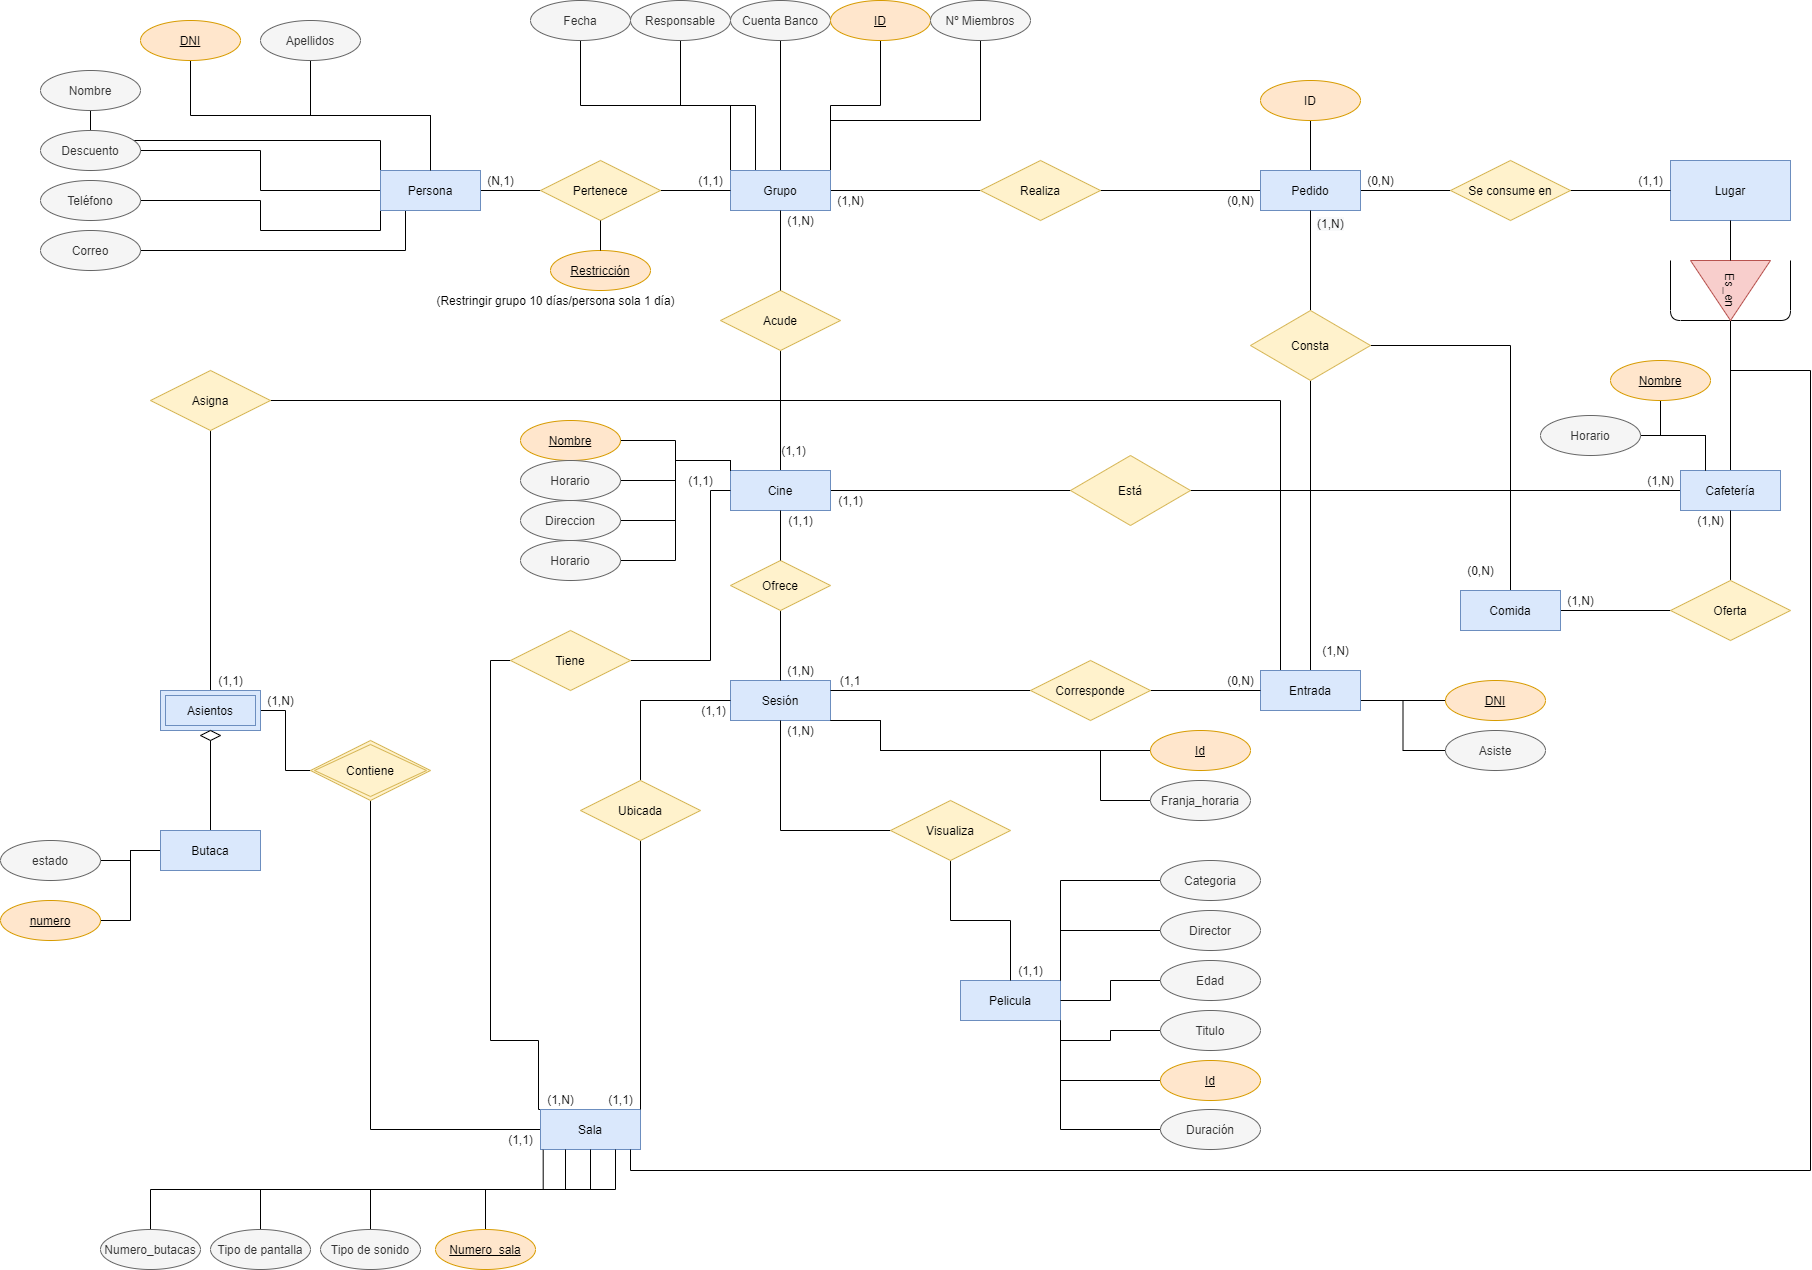 Fecha
Responsable
Cuenta Banco
ID
Nº Miembros
DNI
Apellidos
Nombre
ID
Descuento
Persona
(N,1)
Pertenece
(1,1)
Grupo
(1,N)
Realiza
(0,N)
Pedido
(0,N)
Se consume en
(1,1)
Lugar
Teléfono
(1,N)
(1,N)
Correo
Restricción
(Restringir grupo 10 días/persona sola 1 día)
Es_en
Acude
Consta
Nombre
Asigna
Horario
Nombre
(1,1)
Horario
(1,1)
Cine
(1,1)
Está
(1,N)
Cafetería
Direccion
(1,1)
(1,N)
Horario
Ofrece
(0,N)
Comida
(1,N)
Oferta
Tiene
(1,N)
(1,N)
(1,1)
(1,1
Corresponde
(0,N)
Entrada
DNI
Asientos
(1,N)
(1,1)
Sesión
(1,N)
Id
Asiste
Contiene
Franja_horaria
Ubicada
Visualiza
Butaca
estado
numero
Categoria
Director
(1,1)
Edad
Pelicula
Titulo
Id
(1,N)
(1,1)
Duración
(1,1)
Sala
Numero_butacas
Tipo de pantalla
Tipo de sonido
Numero_sala